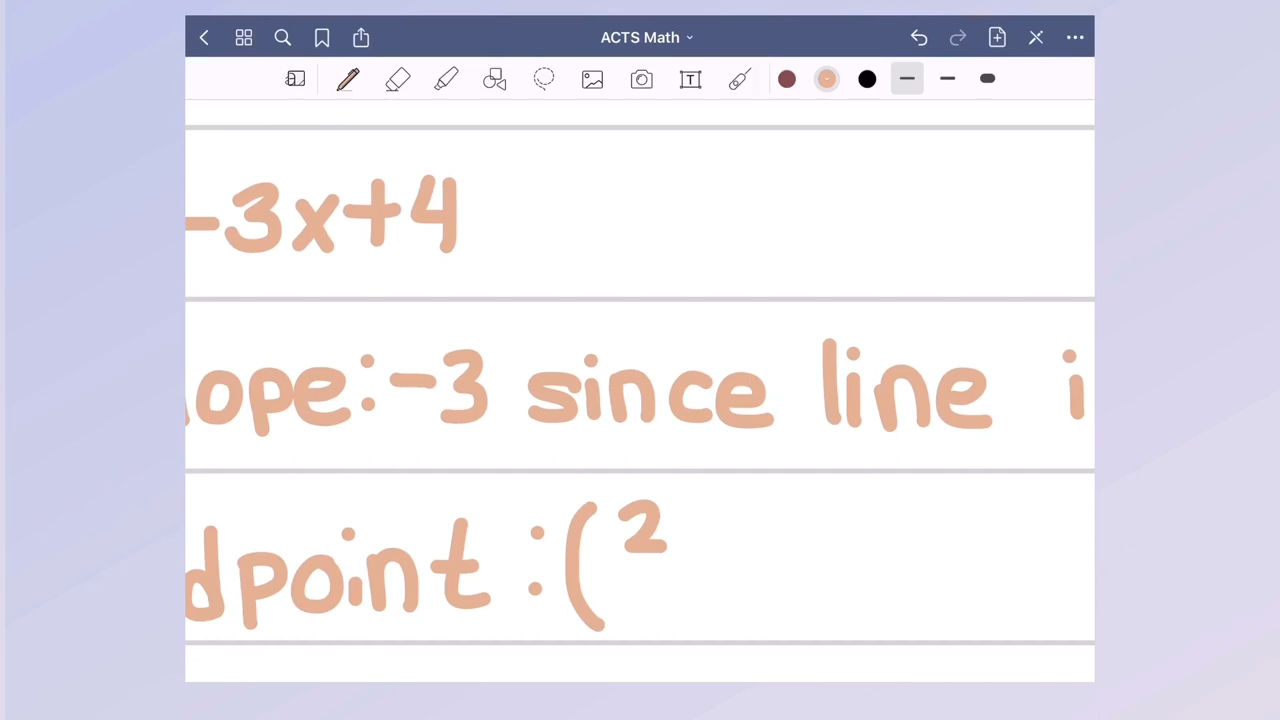 ACTS Math
T
-3x+4
ope:-3 since line i
dpoint :(2